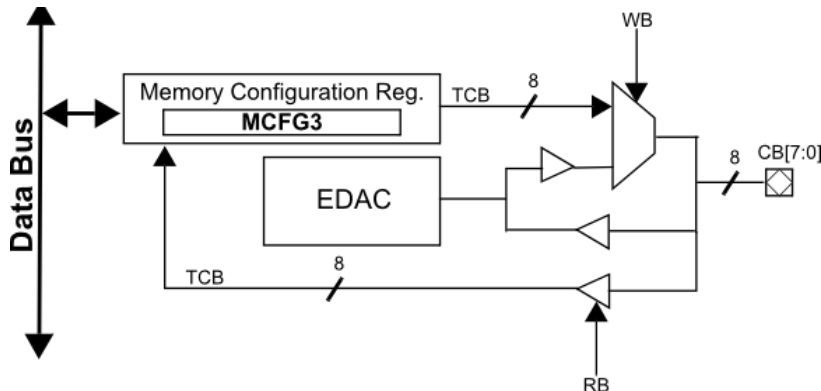 WB
Memory Configuration Reg.
MCFG3
TCB
8
8
CB[7:0]
EDAC
Data Bus
TCB
8
RB